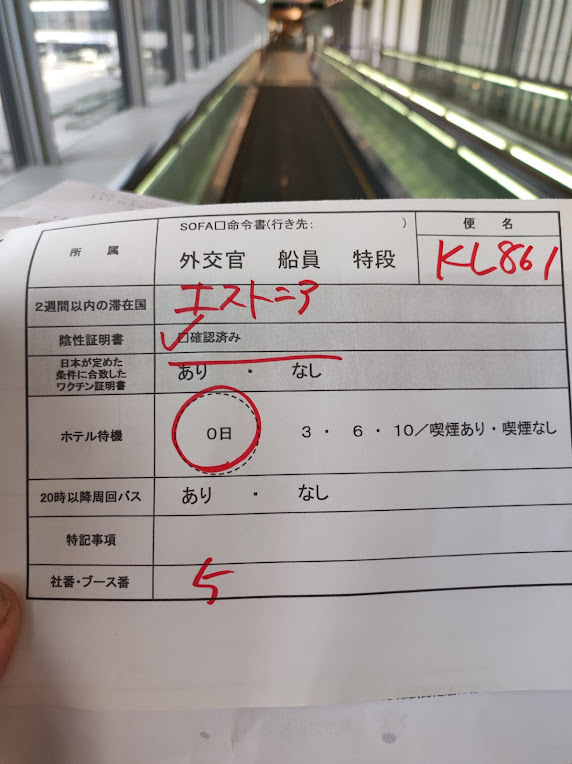 所 属
SOFA口命令書(行き先: )
外交官 船員 特段
便 名
KL861
2週間以内の滞在国
エストニア
陰性証明書
✓□確認済み
日本が定めた
条件に合致した
ワクチン証明書
あり ・ なし
ホテル待機
0日 3 ・ 6 ・ 10/喫煙あり・喫煙なし
20時以降周回バス
あり ・ なし
特記事項
社番・ブース番
5